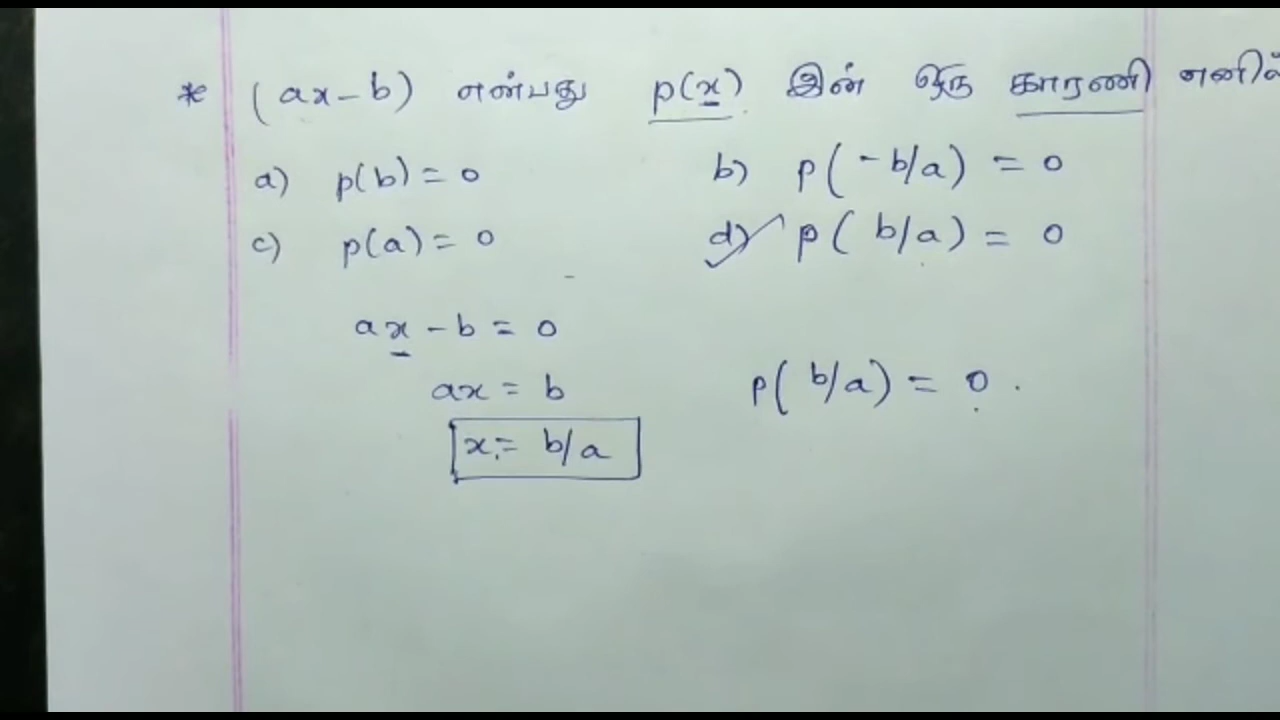 * (ax-b) என்பது p(x) இன் ஒரு காரணி எனில்
a) p(b) = 0 b) p(-b/a) = 0
c) p(a) = 0 d) p(b/a) = 0
ax - b = 0
ax = b p(b/a) = 0.
x = b/a